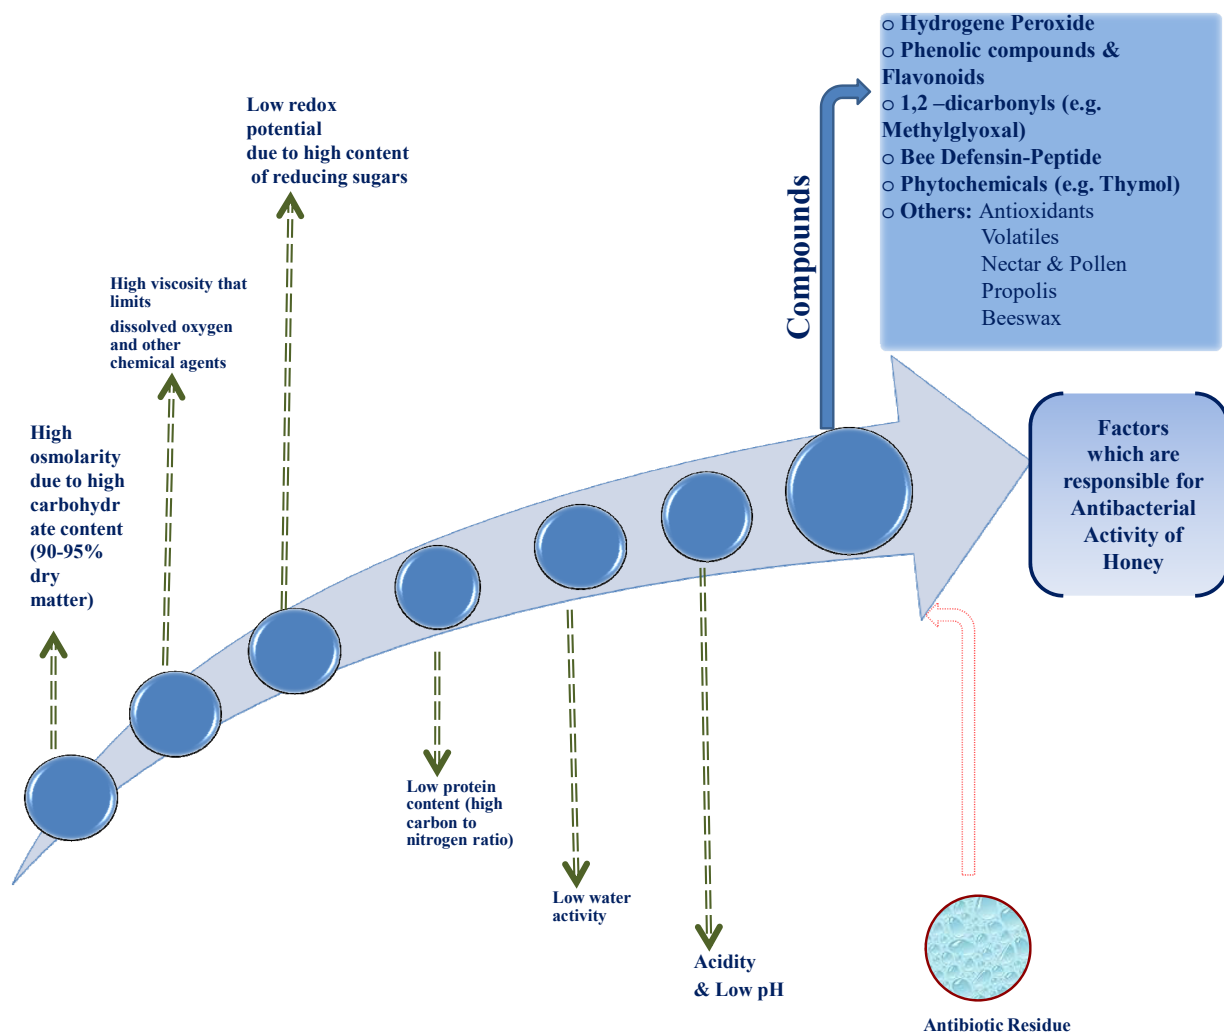 Low redox
potential
due to high content
of reducing sugars
High viscosity that
limits
dissolved oxygen
and other
chemical agents
High
osmolarity
due to high
carbohydr
ate content
(90-95%
dry
matter)
Compounds
o Hydrogene Peroxide
o Phenolic compounds &
Flavonoids
o 1,2 –dicarbonyls (e.g.
Methylglyoxal)
o Bee Defensin-Peptide
o Phytochemicals (e.g. Thymol)
o Others: Antioxidants
Volatiles
Nectar & Pollen
Propolis
Beeswax
Factors
which are
responsible for
Antibacterial
Activity of
Honey
Low protein
content (high
carbon to
nitrogen ratio)
Low water
activity
Acidity
& Low pH
Antibiotic Residue